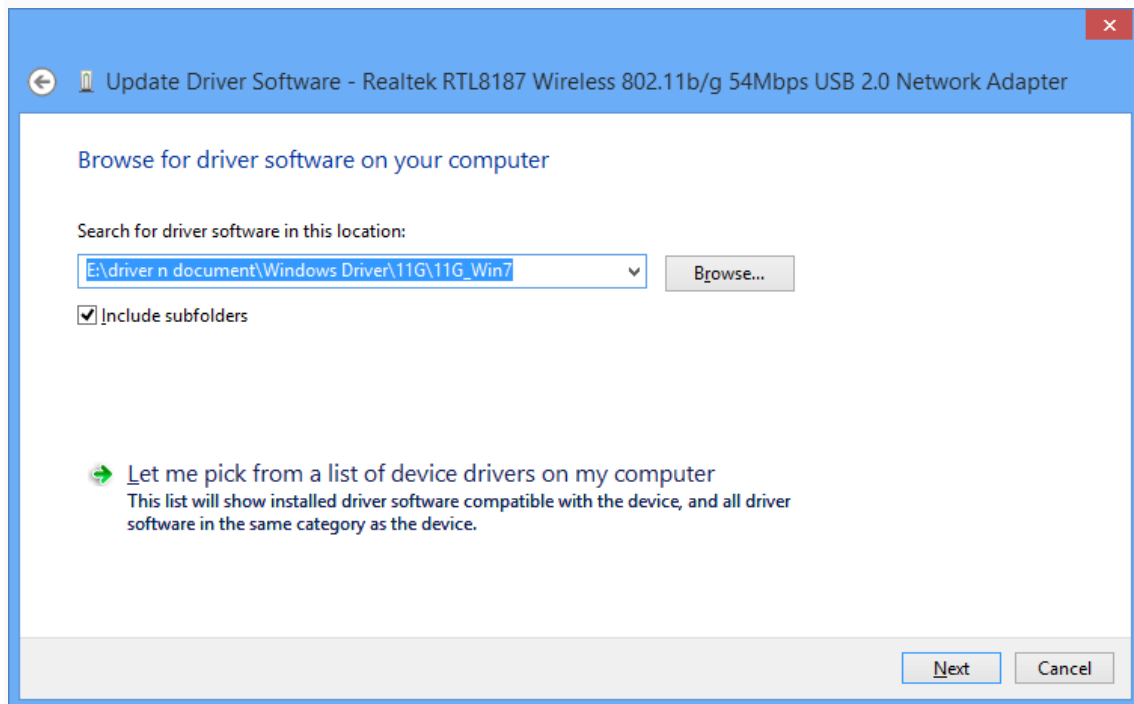 Update Driver Software - Realtek RTL8187 Wireless 802.11b/g 54Mbps USB 2.0 Network Adapter
Browse for driver software on your computer
Search for driver software in this location:
E:\driver n document\Windows Driver\11G\11G_Win7
Browse...
Include subfolders
Let me pick from a list of device drivers on my computer
This list will show installed driver software compatible with the device, and all driver
software in the same category as the device.
Next
Cancel